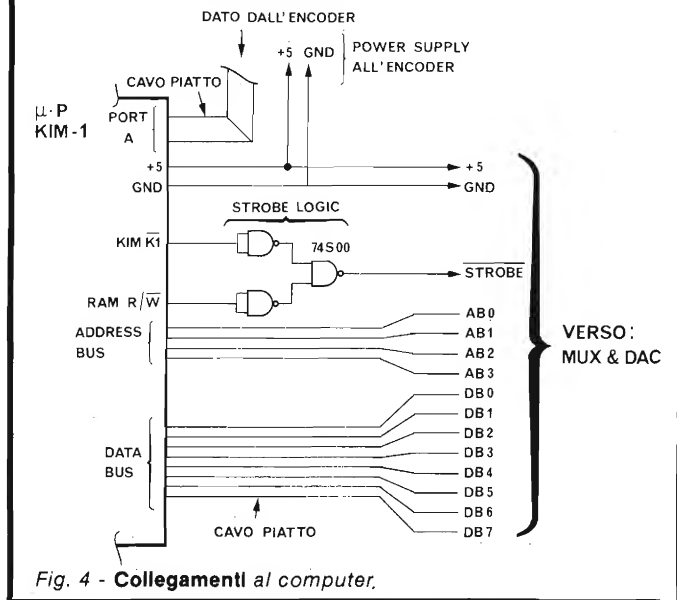 DATO DALL'ENCODER
+5 GND
POWER SUPPLY
ALL'ENCODER
CAVO PIATTO
μ·P
KIM-1
PORT
A
+5
+5
GND
GND
STROBE LOGIC
KIM K1
74S00
STROBE
RAM R/W
ADDRESS
BUS
AB0
AB1
AB2
AB3
VERSO:
MUX & DAC
DB0
DB1
DB2
DB3
DB4
DB5
DB6
DB7
DATA
BUS
CAVO PIATTO
Fig. 4 - Collegamenti al computer.